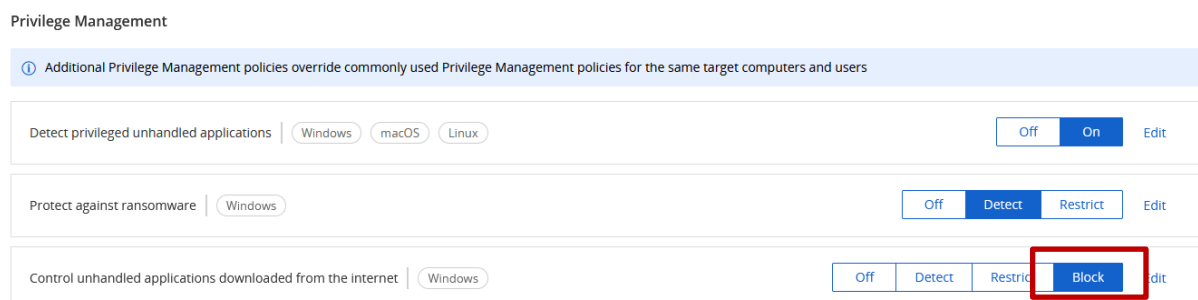 Privilege Management
Additional Privilege Management policies override commonly used Privilege Management policies for the same target computers and users
Detect privileged unhandled applications Windows macOS Linux Off On Edit
Protect against ransomware Windows Off Detect Restrict Edit
Control unhandled applications downloaded from the internet Windows Off Detect Restric Block dit